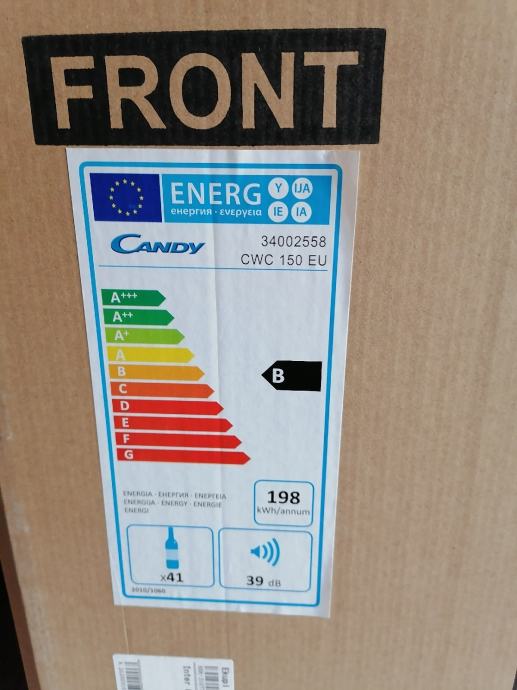 FRONT
ENERG Y IJA
енергия · ενεργεια IE IA
CANDY
34002558
CWC 150 EU
A+++
A++
A+
A
B
B
C
D
E
F
G
ENERGIA · ЕНЕРГИЯ · ΕΝΕΡΓΕΙΑ
ENERGIJA · ENERGY · ENERGIE
ENERGI
198
kWh/annum
x41
39 dB
2010/1060